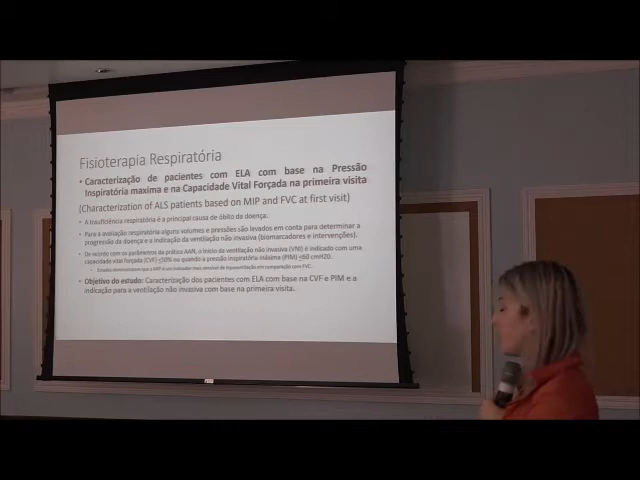 Fisioterapia Respiratória
• Caracterização de pacientes com ELA com base na Pressão
Inspiratória maxima e na Capacidade Vital Forçada na primeira visita
(Characterization of ALS patients based on MIP and FVC at first visit)
• A insuficiência respiratória é a principal causa de óbito da doença.
• Para a avaliação respiratória alguns volumes e pressões são levados em conta para determinar a
progressão da doença e a indicação da ventilação não invasiva (biomarcadores e intervenções).
• De acordo com os parâmetros da prática AAN, o início da ventilação não invasiva (VNI) é indicado com uma
capacidade vital forçada (CVF) <50% ou quando a pressão inspiratória máxima (PIM) <60 cmH2O.
• Estudos demonstraram que a MIP é um indicador mais sensível de hipoventilação em comparação com FVC.
• Objetivo do estudo: Caracterização dos pacientes com ELA com base na CVF e PIM e a
indicação para a ventilação não invasiva com base na primeira visita.